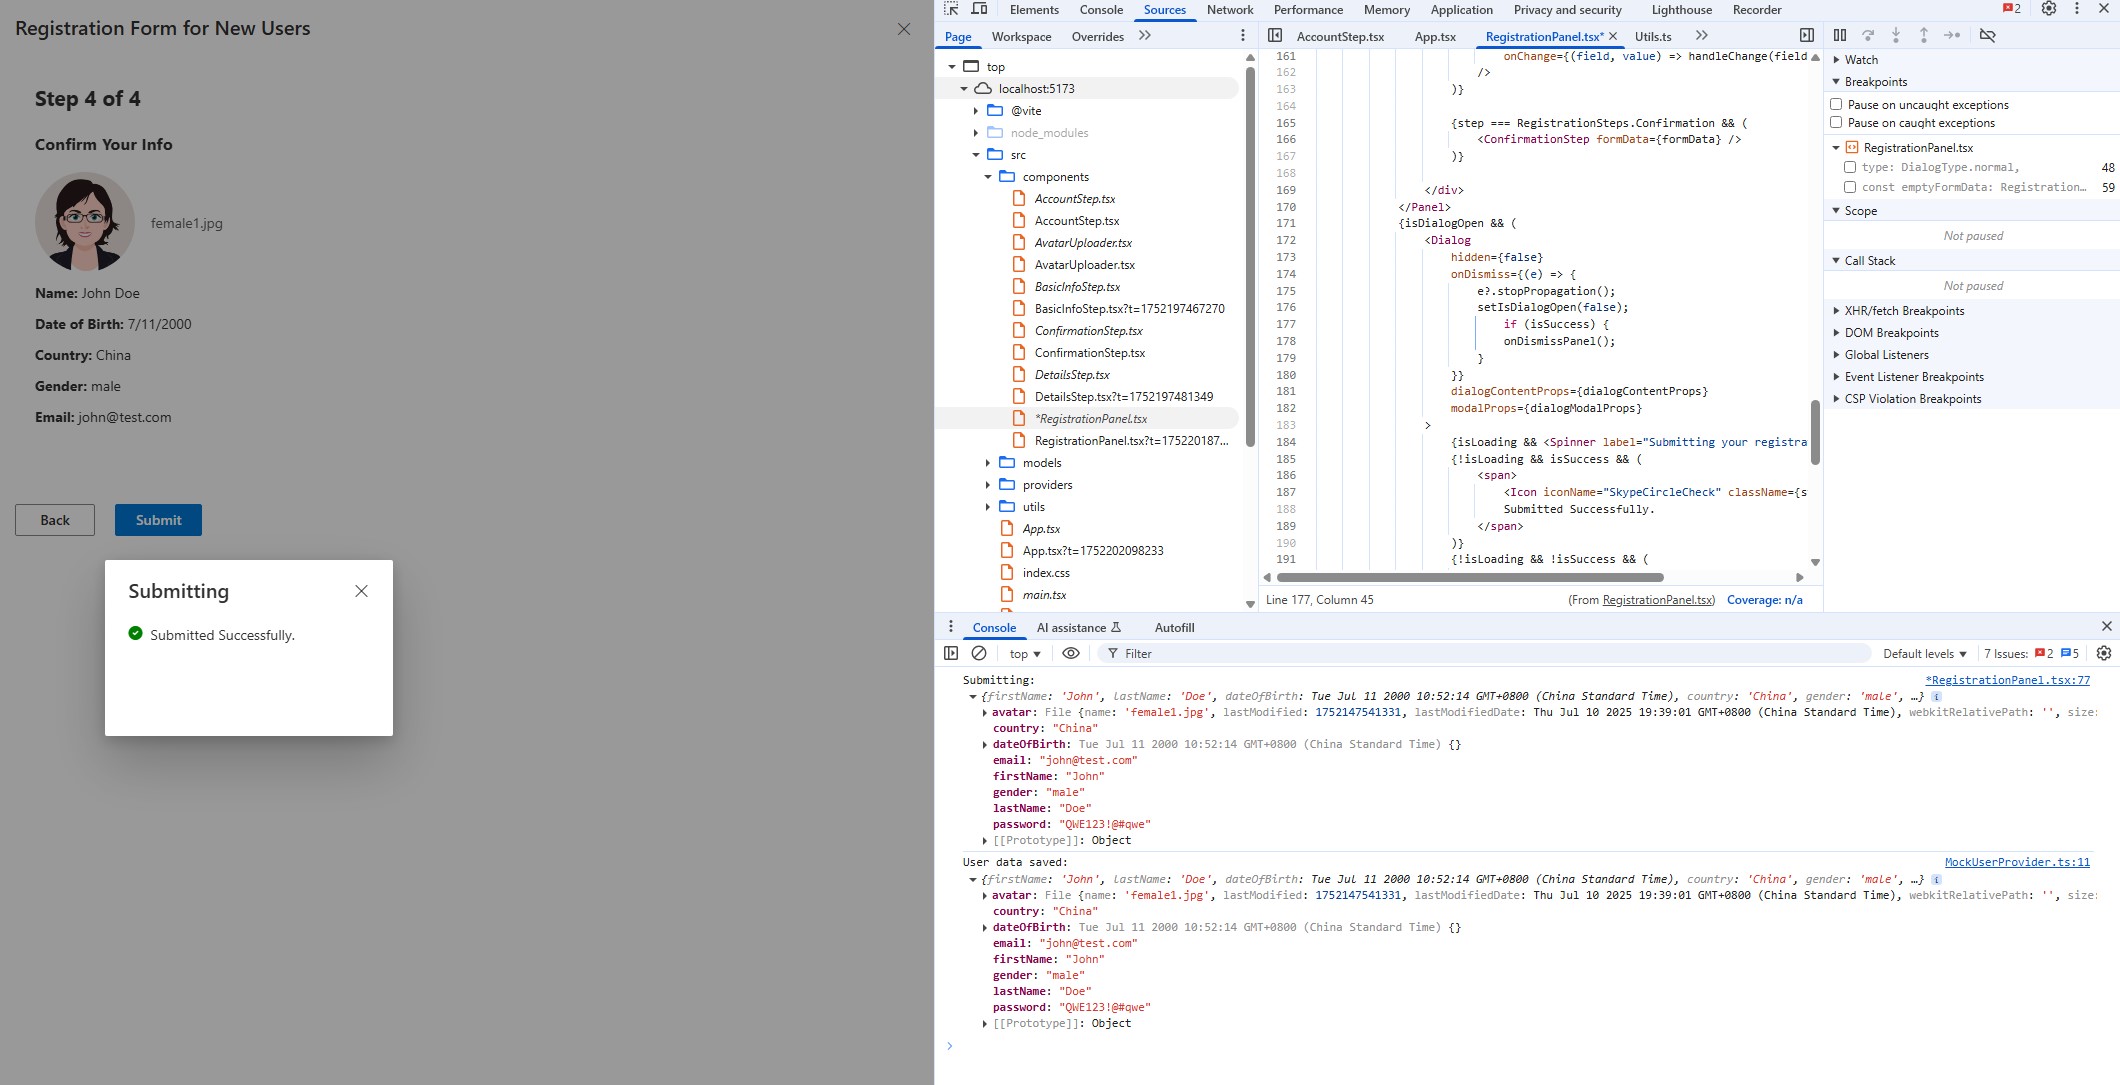 Registration Form for New Users
Step 4 of 4
Confirm Your Info
female1.jpg
Name: John Doe
Date of Birth: 7/11/2000
Country: China
Gender: male
Email: john@test.com
Back
Submit
Submitting
Submitted Successfully.
Elements Console Sources Network Performance Memory Application Privacy and security Lighthouse Recorder 2
Page Workspace Overrides
top
localhost:5173
@vite
node_modules
src
components
AccountStep.tsx
AccountStep.tsx
AvatarUploader.tsx
AvatarUploader.tsx
BasicInfoStep.tsx
BasicInfoStep.tsx?t=1752197467270
ConfirmationStep.tsx
ConfirmationStep.tsx
DetailsStep.tsx
DetailsStep.tsx?t=1752197481349
*RegistrationPanel.tsx
RegistrationPanel.tsx?t=175220187...
models
providers
utils
App.tsx
App.tsx?t=1752202098233
index.css
main.tsx
AccountStep.tsx App.tsx RegistrationPanel.tsx* Utils.ts
161 onChange={(field, value) => handleChange(field
162 />
163 )}
164
165 {step === RegistrationSteps.Confirmation && (
166 <ConfirmationStep formData={formData} />
167 )}
168
169 </div>
170 </Panel>
171 {isDialogOpen && (
172 <Dialog
173 hidden={false}
174 onDismiss={(e) => {
175 e?.stopPropagation();
176 setIsDialogOpen(false);
177 if (isSuccess) {
178 onDismissPanel();
179 }
180 }}
181 dialogContentProps={dialogContentProps}
182 modalProps={dialogModalProps}
183 >
184 {isLoading && <Spinner label="Submitting your registra
185 {!isLoading && isSuccess && (
186 <span>
187 <Icon iconName="SkypeCircleCheck" className={s
188 Submitted Successfully.
189 </span>
190 )}
191 {!isLoading && !isSuccess && (
Line 177, Column 45 (From RegistrationPanel.tsx) Coverage: n/a
Watch
Breakpoints
Pause on uncaught exceptions
Pause on caught exceptions
RegistrationPanel.tsx
type: DialogType.normal, 48
const emptyFormData: Registration... 59
Scope
Not paused
Call Stack
Not paused
XHR/fetch Breakpoints
DOM Breakpoints
Global Listeners
Event Listener Breakpoints
CSP Violation Breakpoints
Console AI assistance Autofill
top Filter Default levels 7 Issues: 2 5
Submitting: *RegistrationPanel.tsx:77
{firstName: 'John', lastName: 'Doe', dateOfBirth: Tue Jul 11 2000 10:52:14 GMT+0800 (China Standard Time), country: 'China', gender: 'male', …}
avatar: File {name: 'female1.jpg', lastModified: 1752147541331, lastModifiedDate: Thu Jul 10 2025 19:39:01 GMT+0800 (China Standard Time), webkitRelativePath: '', size:
country: "China"
dateOfBirth: Tue Jul 11 2000 10:52:14 GMT+0800 (China Standard Time) {}
email: "john@test.com"
firstName: "John"
gender: "male"
lastName: "Doe"
password: "QWE123!@#qwe"
[[Prototype]]: Object
User data saved: MockUserProvider.ts:11
{firstName: 'John', lastName: 'Doe', dateOfBirth: Tue Jul 11 2000 10:52:14 GMT+0800 (China Standard Time), country: 'China', gender: 'male', …}
avatar: File {name: 'female1.jpg', lastModified: 1752147541331, lastModifiedDate: Thu Jul 10 2025 19:39:01 GMT+0800 (China Standard Time), webkitRelativePath: '', size:
country: "China"
dateOfBirth: Tue Jul 11 2000 10:52:14 GMT+0800 (China Standard Time) {}
email: "john@test.com"
firstName: "John"
gender: "male"
lastName: "Doe"
password: "QWE123!@#qwe"
[[Prototype]]: Object